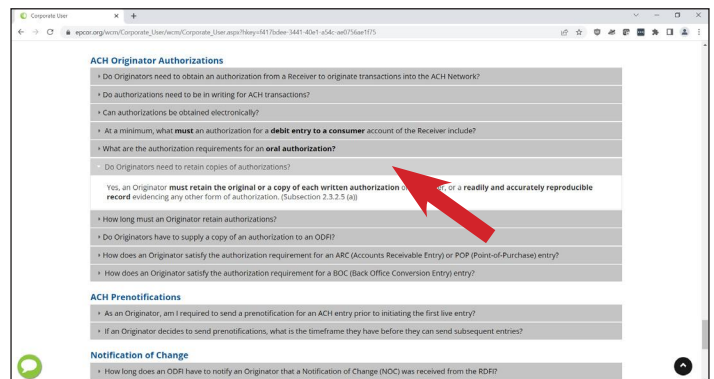 Corporate User
epcor.org/wcm/Corporate_User/wcm/Corporate_User.aspx?hkey=f417bdee-3441-40e1-a54c-ae0756ae1f75
ACH Originator Authorizations
Do Originators need to obtain an authorization from a Receiver to originate transactions into the ACH Network?
Do authorizations need to be in writing for ACH transactions?
Can authorizations be obtained electronically?
At a minimum, what must an authorization for a debit entry to a consumer account of the Receiver include?
What are the authorization requirements for an oral authorization?
Do Originators need to retain copies of authorizations?
Yes, an Originator must retain the original or a copy of each written authorization or a readily and accurately reproducible
record evidencing any other form of authorization. (Subsection 2.3.2.5 (a))
How long must an Originator retain authorizations?
Do Originators have to supply a copy of an authorization to an ODFI?
How does an Originator satisfy the authorization requirement for an ARC (Accounts Receivable Entry) or POP (Point-of-Purchase) entry?
How does an Originator satisfy the authorization requirement for a BOC (Back Office Conversion Entry) entry?
ACH Prenotifications
As an Originator, am I required to send a prenotification for an ACH entry prior to initiating the first live entry?
If an Originator decides to send prenotifications, what is the timeframe they have before they can send subsequent entries?
Notification of Change
How long does an ODFI have to notify an Originator that a Notification of Change (NOC) was received from the RDFI?